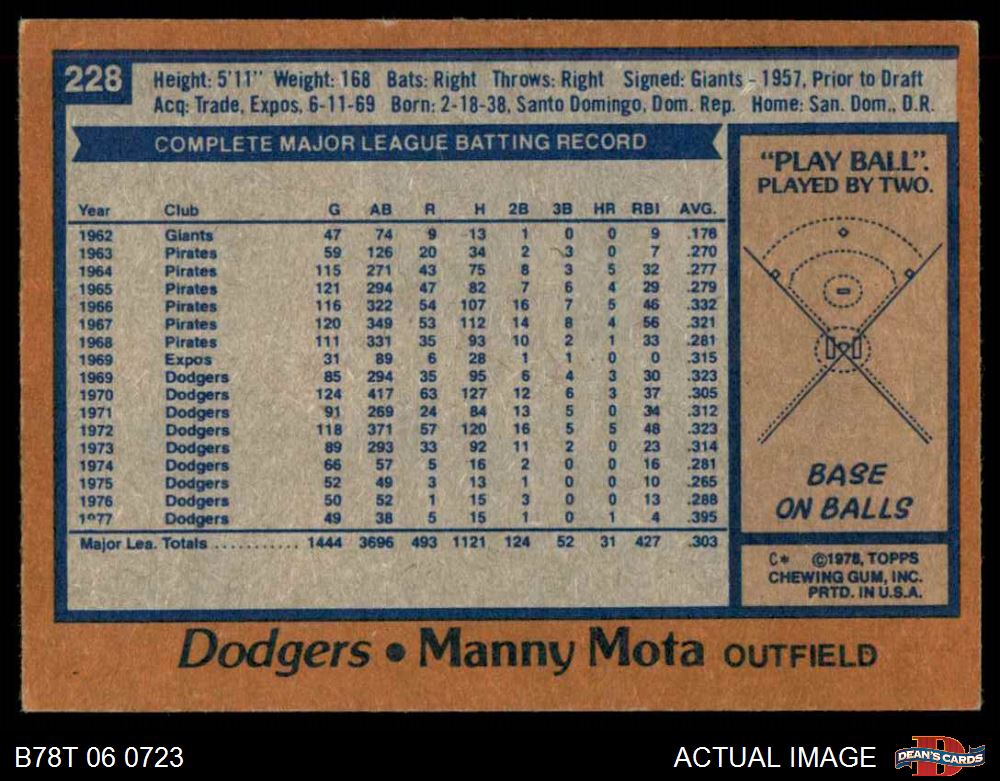 228
Height: 5'11" Weight: 168 Bats: Right Throws: Right Signed: Giants - 1957, Prior to Draft
Acq: Trade, Expos, 6-11-69 Born: 2-18-38, Santo Domingo, Dom. Rep. Home: San. Dom., D.R.
COMPLETE MAJOR LEAGUE BATTING RECORD
Year Club G AB R H 2B 3B HR RBI AVG.
1962 Giants 47 74 9 13 1 0 0 9 .176
1963 Pirates 59 126 20 34 2 3 0 7 .270
1964 Pirates 115 271 43 75 8 3 5 32 .277
1965 Pirates 121 294 47 82 7 6 4 29 .279
1966 Pirates 116 322 54 107 16 7 5 46 .332
1967 Pirates 120 349 53 112 14 8 4 56 .321
1968 Pirates 111 331 35 93 10 2 1 33 .281
1969 Expos 31 89 6 28 1 1 0 0 .315
1969 Dodgers 85 294 35 95 6 4 3 30 .323
1970 Dodgers 124 417 63 127 12 6 3 37 .305
1971 Dodgers 91 269 24 84 13 5 0 34 .312
1972 Dodgers 118 371 57 120 16 5 5 48 .323
1973 Dodgers 89 293 33 92 11 2 0 23 .314
1974 Dodgers 66 57 5 16 2 0 0 16 .281
1975 Dodgers 52 49 3 13 1 0 0 10 .265
1976 Dodgers 50 52 1 15 3 0 0 13 .288
1977 Dodgers 49 38 5 15 1 0 1 4 .395
Major Lea. Totals ........... 1444 3696 493 1121 124 52 31 427 .303
"PLAY BALL".
PLAYED BY TWO.
BASE
ON BALLS
C* ©1978, TOPPS
CHEWING GUM, INC.
PRTD. IN U.S.A.
Dodgers • Manny Mota OUTFIELD
B78T 06 0723
ACTUAL IMAGE
D
DEAN'S CARDS